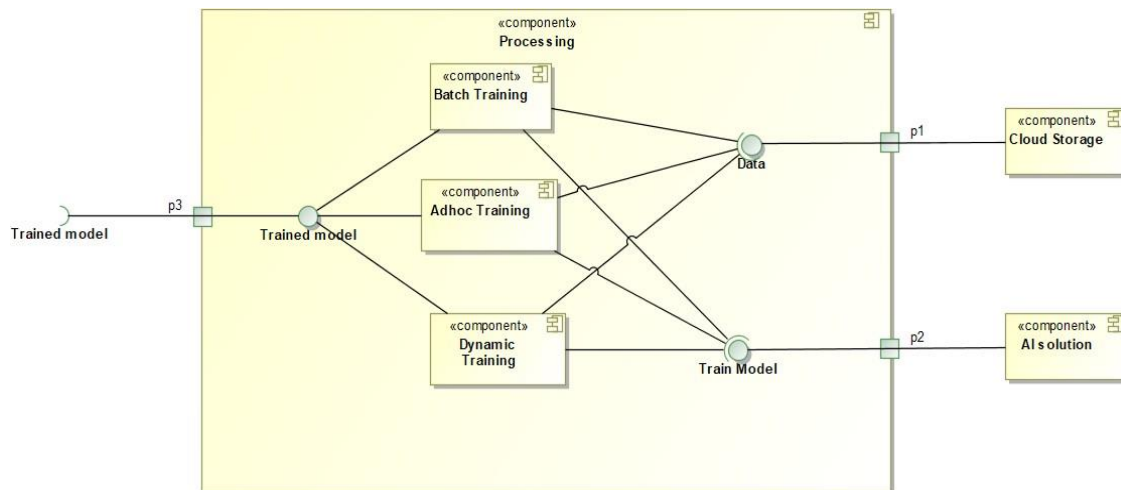 «component»
Processing
«component»
Batch Training
«component»
Cloud Storage
p1
Data
«component»
Adhoc Training
p3
Trained model
Trained model
«component»
Dynamic
Training
Train Model
p2
«component»
AI solution